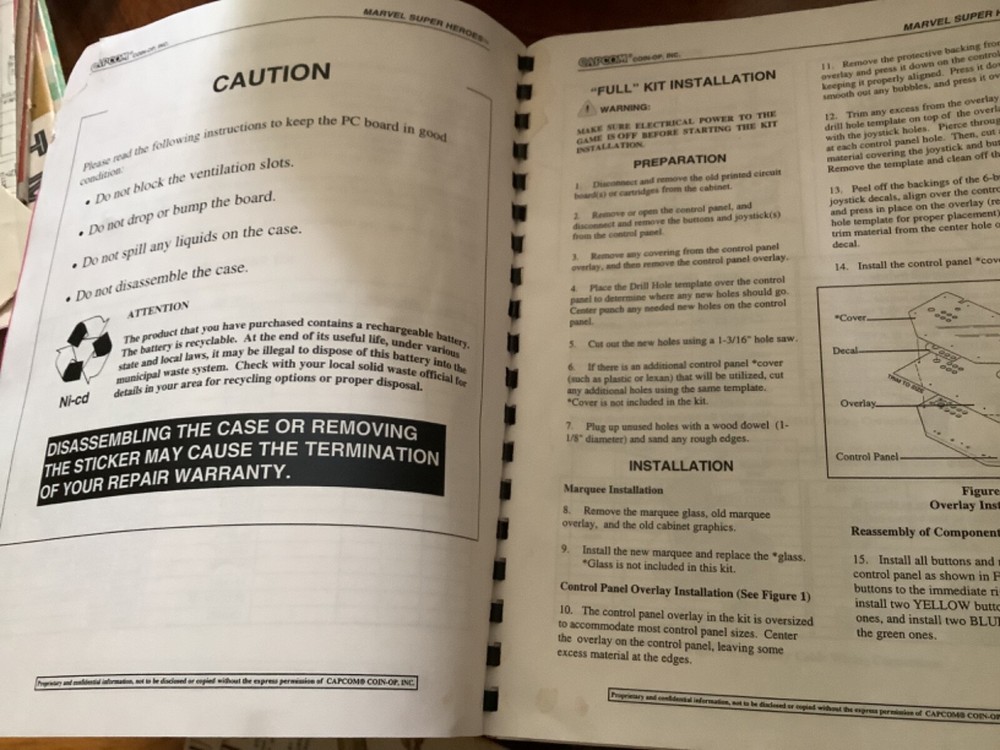 MARVEL SUPER HEROES™
CAPCOM® COIN-OP, INC.
CAUTION
Please read the following instructions to keep the PC board in good
condition:
• Do not block the ventilation slots.
• Do not drop or bump the board.
• Do not spill any liquids on the case.
• Do not disassemble the case.
ATTENTION
The product that you have purchased contains a rechargeable battery.
The battery is recyclable. At the end of its useful life, under various
state and local laws, it may be illegal to dispose of this battery into the
municipal waste system. Check with your local solid waste official for
details in your area for recycling options or proper disposal.
Ni-cd
DISASSEMBLING THE CASE OR REMOVING
THE STICKER MAY CAUSE THE TERMINATION
OF YOUR REPAIR WARRANTY.
Proprietary and confidential information, not to be disclosed or copied without the express permission of CAPCOM® COIN-OP, INC.
CAPCOM® COIN-OP, INC.
MARVEL SUPER H
"FULL" KIT INSTALLATION
WARNING:
MAKE SURE ELECTRICAL POWER TO THE
GAME IS OFF BEFORE STARTING THE KIT
INSTALLATION.
PREPARATION
1. Disconnect and remove the old printed circuit
board(s) or cartridges from the cabinet.
2. Remove or open the control panel, and
disconnect and remove the buttons and joystick(s)
from the control panel.
3. Remove any covering from the control panel
overlay, and then remove the control panel overlay.
4. Place the Drill Hole template over the control
panel to determine where any new holes should go.
Center punch any needed new holes on the control
panel.
5. Cut out the new holes using a 1-3/16" hole saw.
6. If there is an additional control panel *cover
(such as plastic or lexan) that will be utilized, cut
any additional holes using the same template.
*Cover is not included in the kit.
7. Plug up unused holes with a wood dowel (1-
1/8" diameter) and sand any rough edges.
INSTALLATION
Marquee Installation
8. Remove the marquee glass, old marquee
overlay, and the old cabinet graphics.
9. Install the new marquee and replace the *glass.
*Glass is not included in this kit.
Control Panel Overlay Installation (See Figure 1)
10. The control panel overlay in the kit is oversized
to accommodate most control panel sizes. Center
the overlay on the control panel, leaving some
excess material at the edges.
11. Remove the protective backing fro
overlay and press it down on the contro
keeping it properly aligned. Press it do
smooth out any bubbles, and press it ov
12. Trim any excess from the overlay
drill hole template on top of the overl
with the joystick holes. Pierce throug
at each control panel hole. Then, cut
material covering the joystick and but
Remove the template and clean off th
13. Peel off the backings of the 6-b
joystick decals, align over the contro
and press in place on the overlay (re
hole template for proper placement
trim material from the center hole o
decal.
14. Install the control panel *cov
*Cover
Decal
TRIM TO SIZE
Overlay
Control Panel
Figure
Overlay Inst
Reassembly of Component
15. Install all buttons and
control panel as shown in F
buttons to the immediate ri
install two YELLOW butto
ones, and install two BLU
the green ones.
Proprietary and confidential information, not to be disclosed or copied without the express permission of CAPCOM® COIN-O